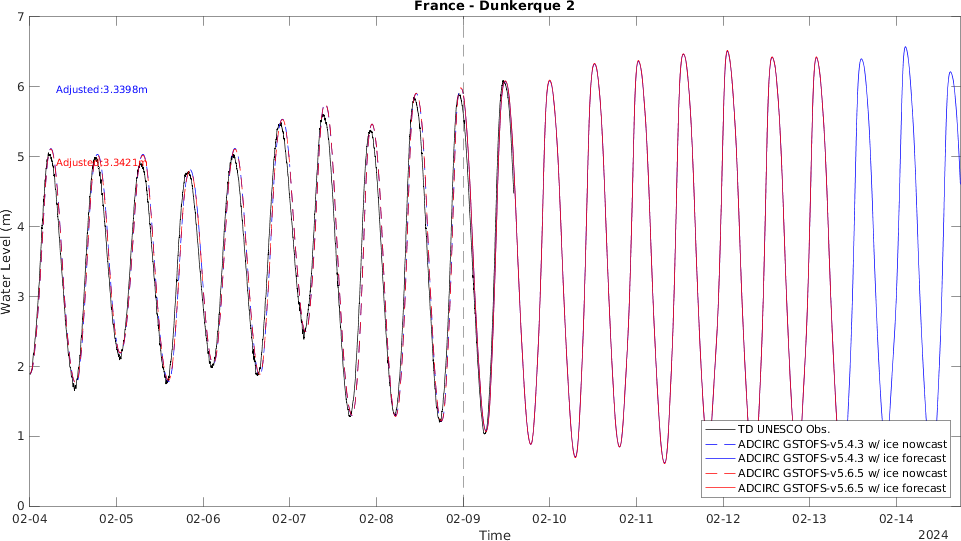 France - Dunkerque 2
7
6
5
4
3
2
1
0
Water Level (m)
Adjusted:3.3398m
Adjusted:3.3421m
TD UNESCO Obs.
ADCIRC GSTOFS-v5.4.3 w/ ice nowcast
ADCIRC GSTOFS-v5.4.3 w/ ice forecast
ADCIRC GSTOFS-v5.6.5 w/ ice nowcast
ADCIRC GSTOFS-v5.6.5 w/ ice forecast
02-04 02-05 02-06 02-07 02-08 02-09 02-10 02-11 02-12 02-13 02-14
Time
2024